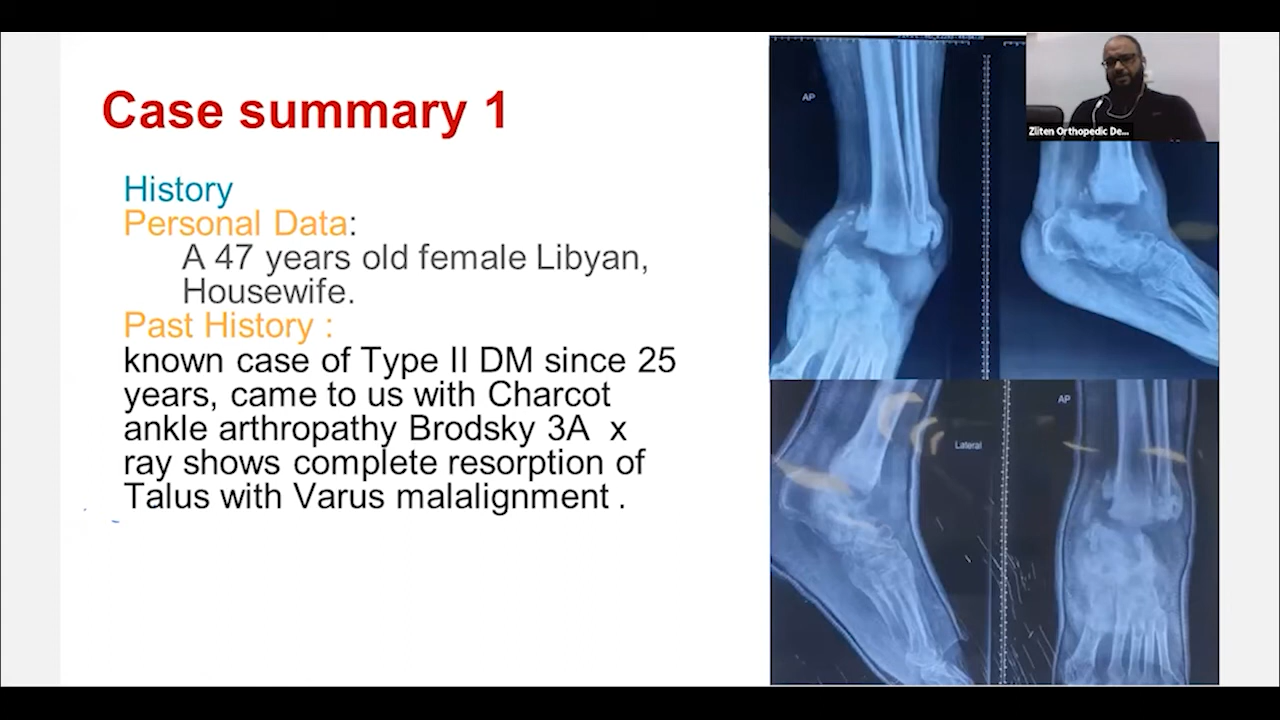 Case summary 1
History
Personal Data:
A 47 years old female Libyan,
Housewife.
Past History :
known case of Type II DM since 25
years, came to us with Charcot
ankle arthropathy Brodsky 3A x
ray shows complete resorption of
Talus with Varus malalignment .
AP
Zliten Orthopedic De...
Lateral
AP